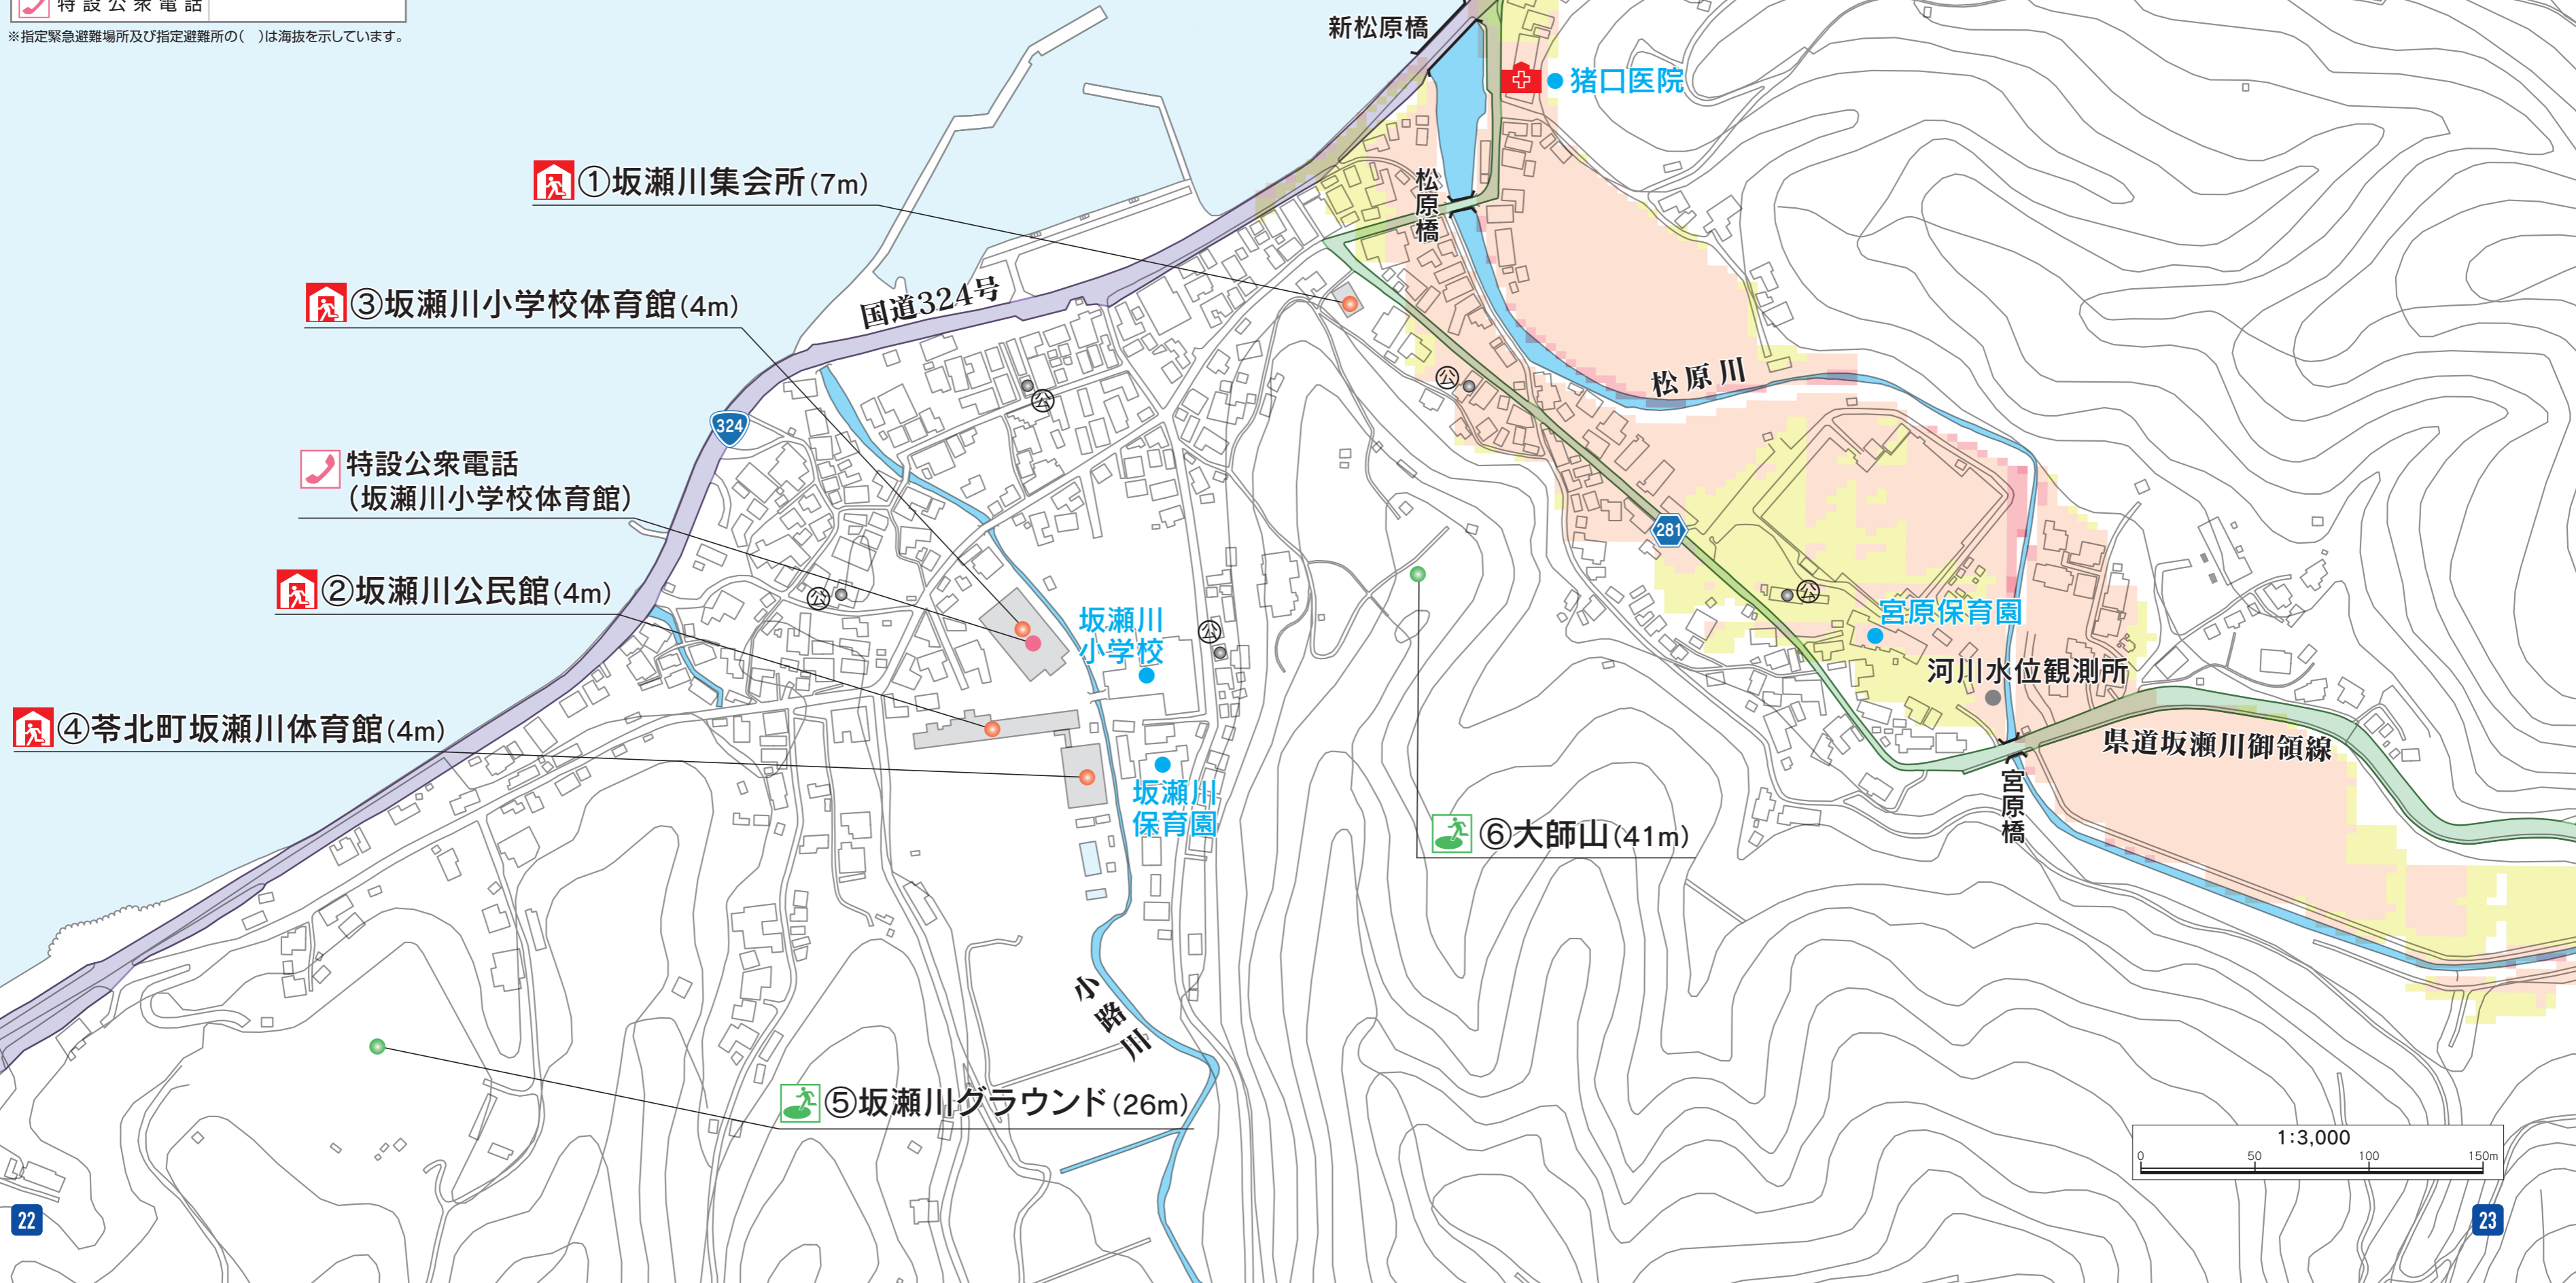 特設公衆電話
※指定緊急避難場所及び指定避難所の(　)は海抜を示しています。
新松原橋
猪口医院
①坂瀬川集会所(7m)
松原橋
③坂瀬川小学校体育館(4m)
国道324号
松原川
公
公
324
特設公衆電話
(坂瀬川小学校体育館)
281
②坂瀬川公民館(4m)
公
公
公
坂瀬川
小学校
宮原保育園
河川水位観測所
④苓北町坂瀬川体育館(4m)
県道坂瀬川御領線
宮原橋
坂瀬川
保育園
⑥大師山(41m)
小路川
⑤坂瀬川グラウンド(26m)
1:3,000
0 50 100 150m
22
23